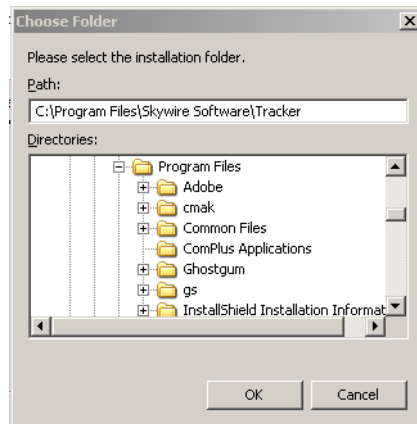 Choose Folder
Please select the installation folder.
Path:
C:\Program Files\Skywire Software\Tracker
Directories:
Program Files
Adobe
cmak
Common Files
ComPlus Applications
Ghostgum
gs
InstallShield Installation Informat
OK Cancel